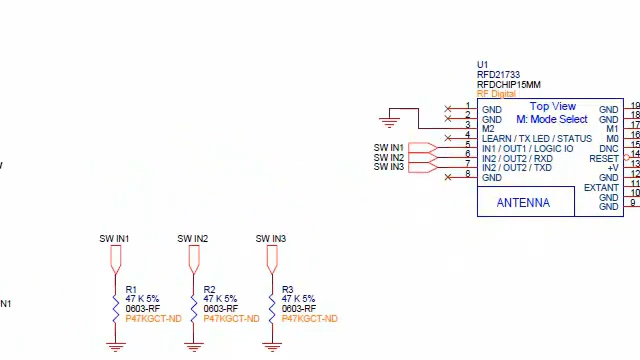 U1
RFD21733
RFDCHIP15MM
RF Digital
Top View
M: Mode Select
1 GND
2 GND
3 M2
4 LEARN / TX LED / STATUS
5 IN1 / OUT1 / LOGIC IO
6 IN2 / OUT2 / RXD
7 IN2 / OUT2 / TXD
8 GND
GND 19
GND 18
M1 17
M0 16
DNC 15
RESET 14
+V 13
GND 12
EXTANT 11
GND 10
GND 9
SW IN1
SW IN2
SW IN3
ANTENNA
SW IN1
SW IN2
SW IN3
R1
47 K 5%
0603-RF
P47KGCT-ND
R2
47 K 5%
0603-RF
P47KGCT-ND
R3
47 K 5%
0603-RF
P47KGCT-ND